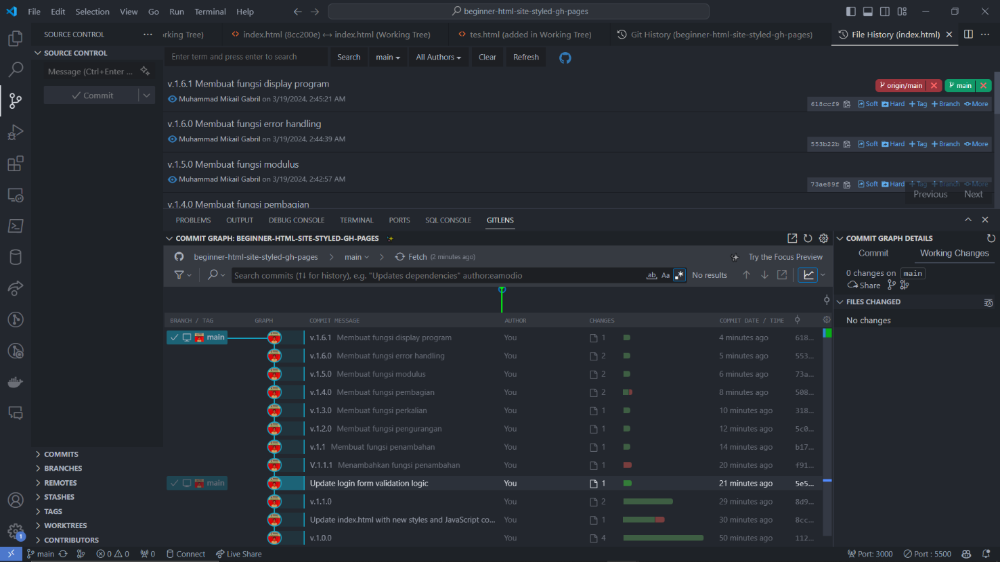 File Edit Selection View Go Run Terminal Help
beginner-html-site-styled-gh-pages
SOURCE CONTROL
rking Tree)
index.html (8cc200e) ↔ index.html (Working Tree)
tes.html (added in Working Tree)
Git History (beginner-html-site-styled-gh-pages)
File History (index.html)
SOURCE CONTROL
Message (Ctrl+Enter ...
Commit
Enter term and press enter to search
Search
main
All Authors
Clear
Refresh
v.1.6.1 Membuat fungsi display program
origin/main
main
Muhammad Mikail Gabril on 3/19/2024, 2:45:21 AM
618ccf9 Soft Hard +Tag +Branch More
v.1.6.0 Membuat fungsi error handling
Muhammad Mikail Gabril on 3/19/2024, 2:44:39 AM
553b22b Soft Hard +Tag +Branch More
v.1.5.0 Membuat fungsi modulus
Muhammad Mikail Gabril on 3/19/2024, 2:42:57 AM
73ae89f Soft Hard +Tag +Branch More
Previous Next
v.1.4.0 Membuat fungsi pembagian
PROBLEMS OUTPUT DEBUG CONSOLE TERMINAL PORTS SQL CONSOLE GITLENS
COMMIT GRAPH: BEGINNER-HTML-SITE-STYLED-GH-PAGES
beginner-html-site-styled-gh-pages > main > Fetch (2 minutes ago)
Try the Focus Preview
Search commits (↑↓ for history), e.g. "Updates dependencies" author:eamodio
ab Aa .* No results
BRANCH / TAG GRAPH COMMIT MESSAGE AUTHOR CHANGES COMMIT DATE / TIME
main v.1.6.1 Membuat fungsi display program You 1 4 minutes ago 618...
v.1.6.0 Membuat fungsi error handling You 2 5 minutes ago 553...
v.1.5.0 Membuat fungsi modulus You 2 6 minutes ago 73a...
v.1.4.0 Membuat fungsi pembagian You 2 8 minutes ago 508...
v.1.3.0 Membuat fungsi perkalian You 1 10 minutes ago 318...
v.1.2.0 Membuat fungsi pengurangan You 1 12 minutes ago 5c0...
v.1.1 Membuat fungsi penambahan You 1 14 minutes ago b17...
V.1.1.1 Menambahkan fungsi penambahan You 1 20 minutes ago f91...
main Update login form validation logic You 1 21 minutes ago 5e5...
v.1.1.0 You 2 29 minutes ago 8d9...
Update index.html with new styles and JavaScript co... You 1 30 minutes ago 8cc...
v.1.0.0 You 4 50 minutes ago 112...
COMMIT GRAPH DETAILS
Commit Working Changes
0 changes on main
Share
FILES CHANGED
No changes
COMMITS
BRANCHES
REMOTES
STASHES
TAGS
WORKTREES
CONTRIBUTORS
1
main 0 0 0 Connect Live Share
Port: 3000 Port : 5500